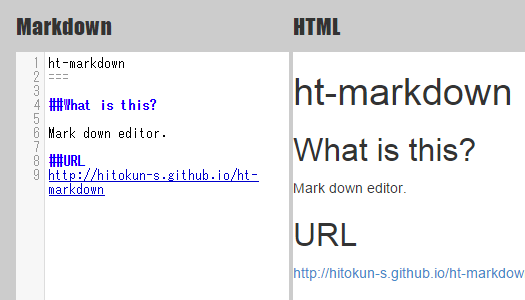 Markdown
1 ht-markdown
2 ===
3
4 ##What is this?
5
6 Mark down editor.
7
8 ##URL
9 http://hitokun-s.github.io/ht-
markdown
HTML
ht-markdown
What is this?
Mark down editor.
URL
http://hitokun-s.github.io/ht-markdow